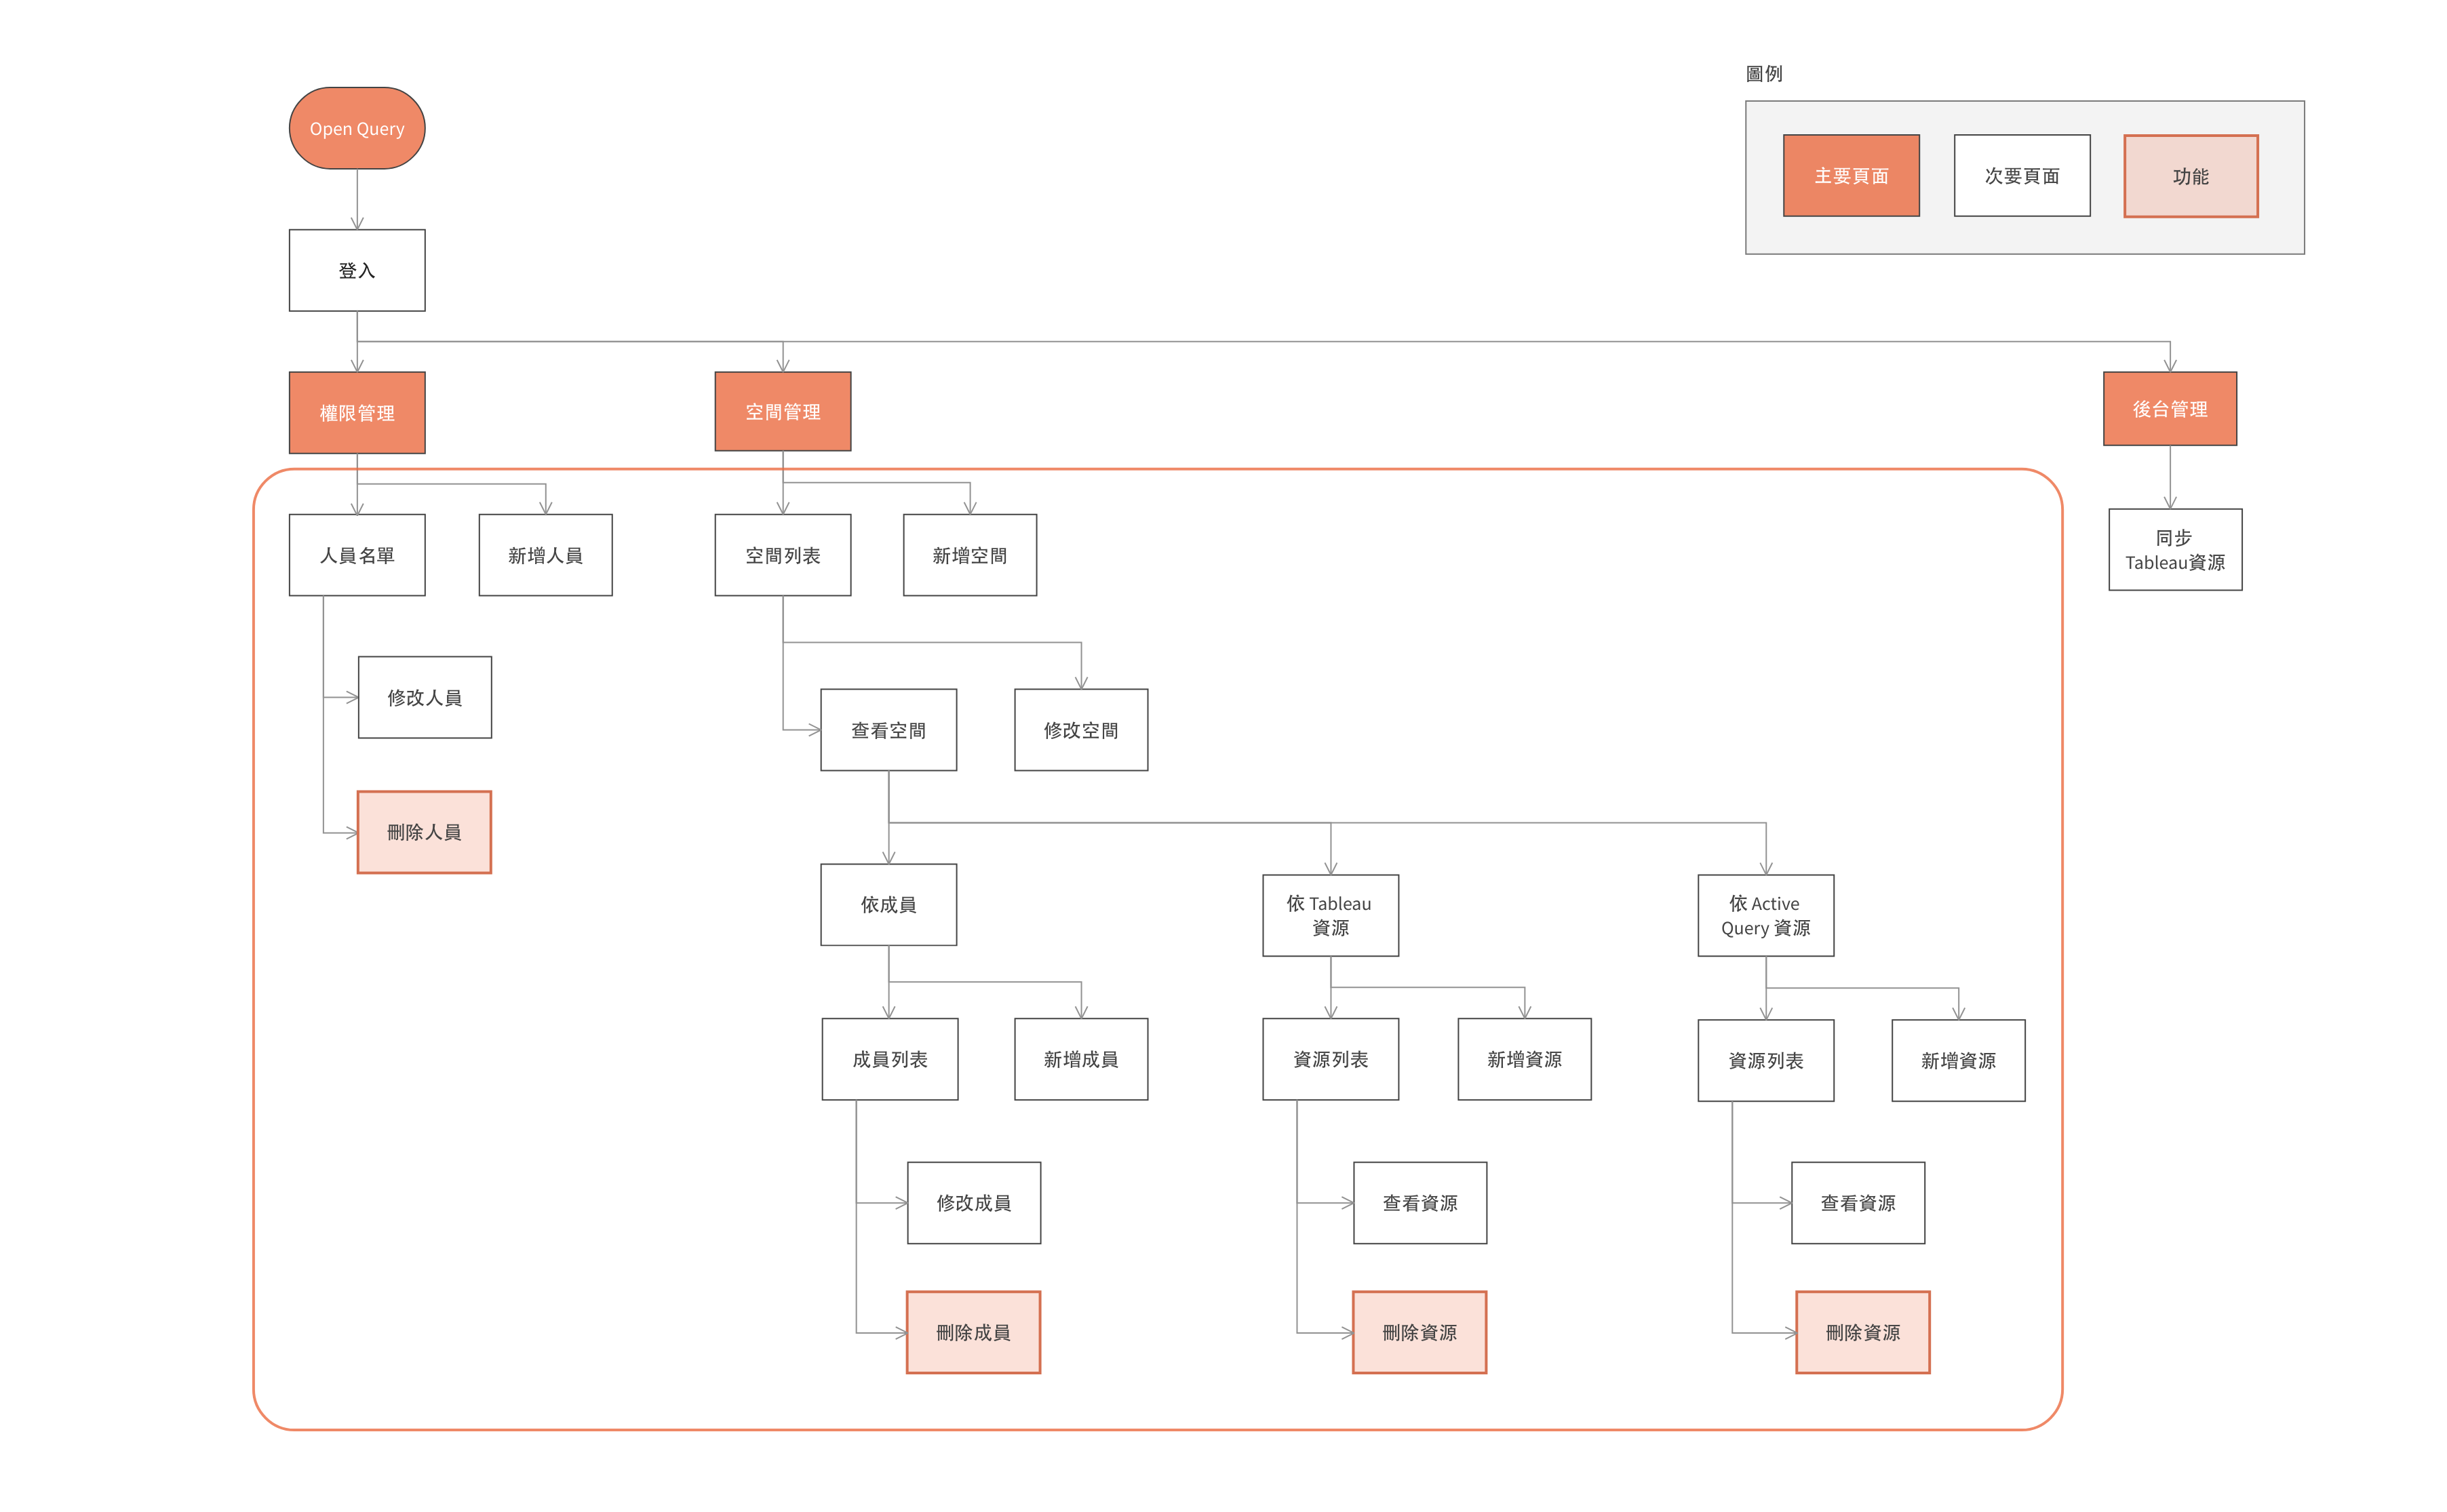 圖例
Open Query
主要頁面
次要頁面
功能
登入
權限管理
空間管理
後台管理
人員名單
新增人員
空間列表
新增空間
同步
Tableau資源
修改人員
查看空間
修改空間
刪除人員
依成員
依 Tableau
資源
依 Active
Query 資源
成員列表
新增成員
資源列表
新增資源
資源列表
新增資源
修改成員
查看資源
查看資源
刪除成員
刪除資源
刪除資源